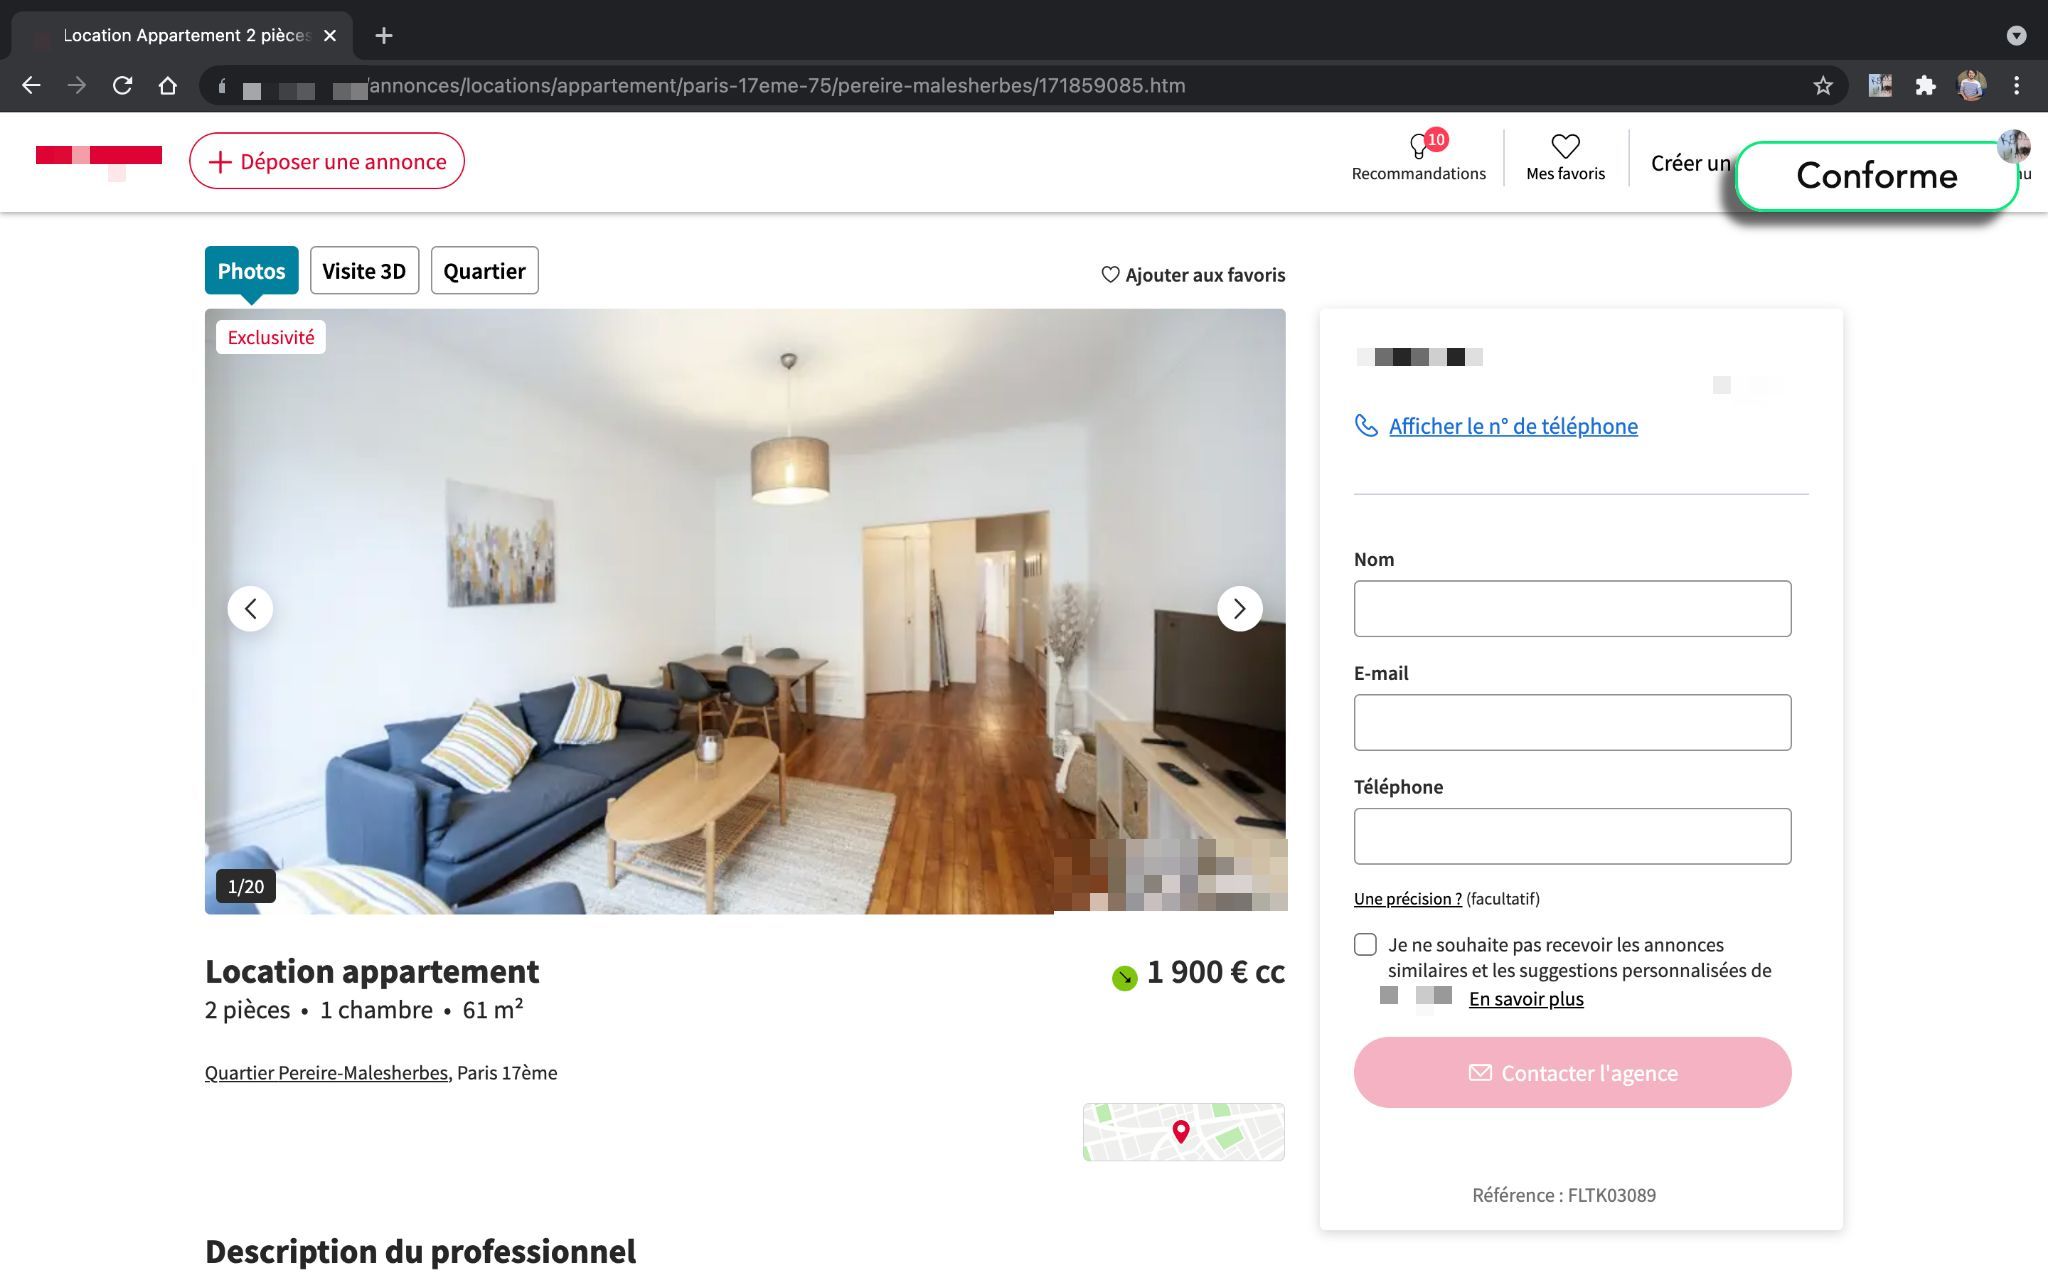 Location Appartement 2 pièces
/annonces/locations/appartement/paris-17eme-75/pereire-malesherbes/171859085.htm
Déposer une annonce
10
Recommandations
Mes favoris
Créer un
Conforme
Photos
Visite 3D
Quartier
Ajouter aux favoris
Exclusivité
1/20
Location appartement
1 900 € cc
2 pièces • 1 chambre • 61 m²
Quartier Pereire-Malesherbes, Paris 17ème
Description du professionnel
Afficher le n° de téléphone
Nom
E-mail
Téléphone
Une précision ? (facultatif)
Je ne souhaite pas recevoir les annonces
similaires et les suggestions personnalisées de
En savoir plus
Contacter l'agence
Référence : FLTK03089